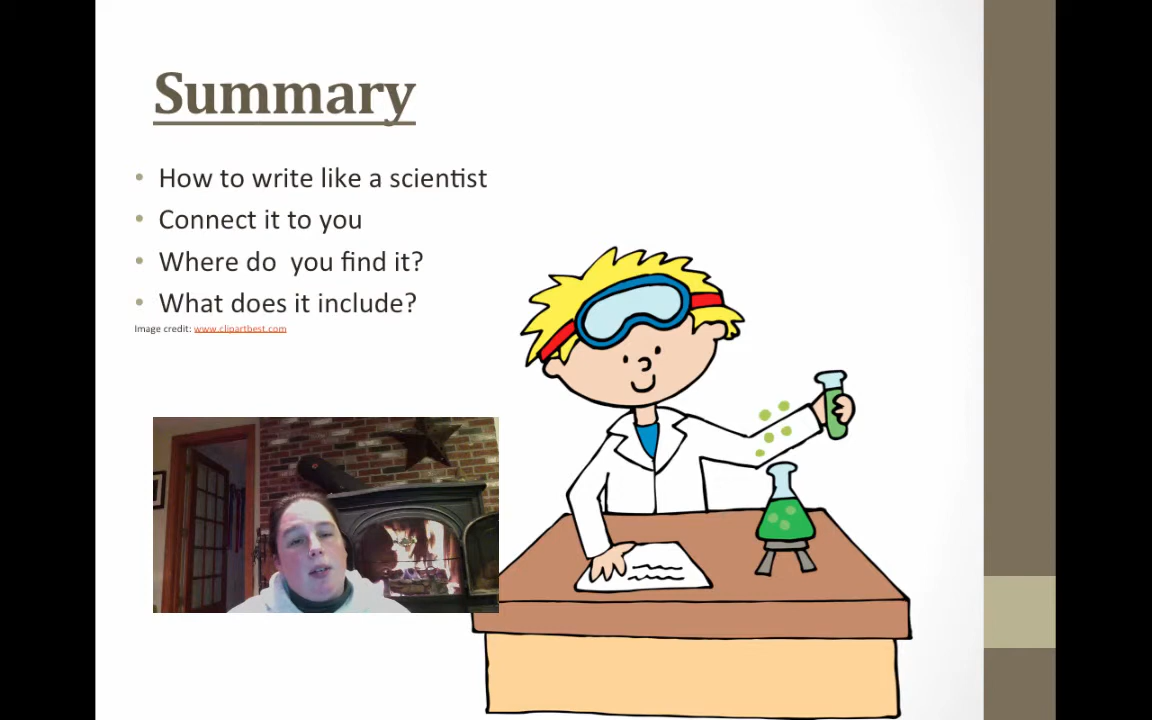 Summary
• How to write like a scientist
• Connect it to you
• Where do  you find it?
• What does it include?
Image credit: www.clipartbest.com